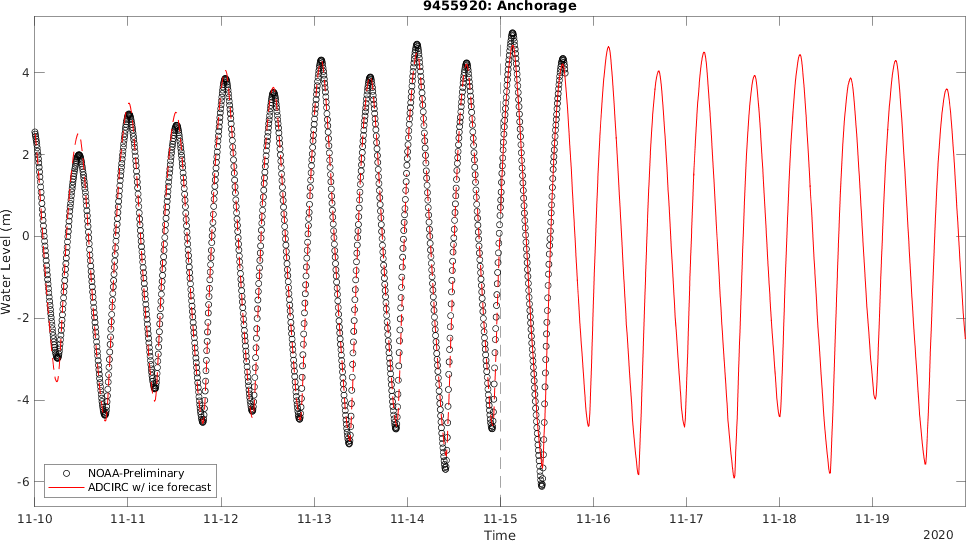 9455920: Anchorage
Water Level (m)
4
2
0
-2
-4
-6
NOAA-Preliminary
ADCIRC w/ ice forecast
11-10 11-11 11-12 11-13 11-14 11-15 11-16 11-17 11-18 11-19
Time
2020